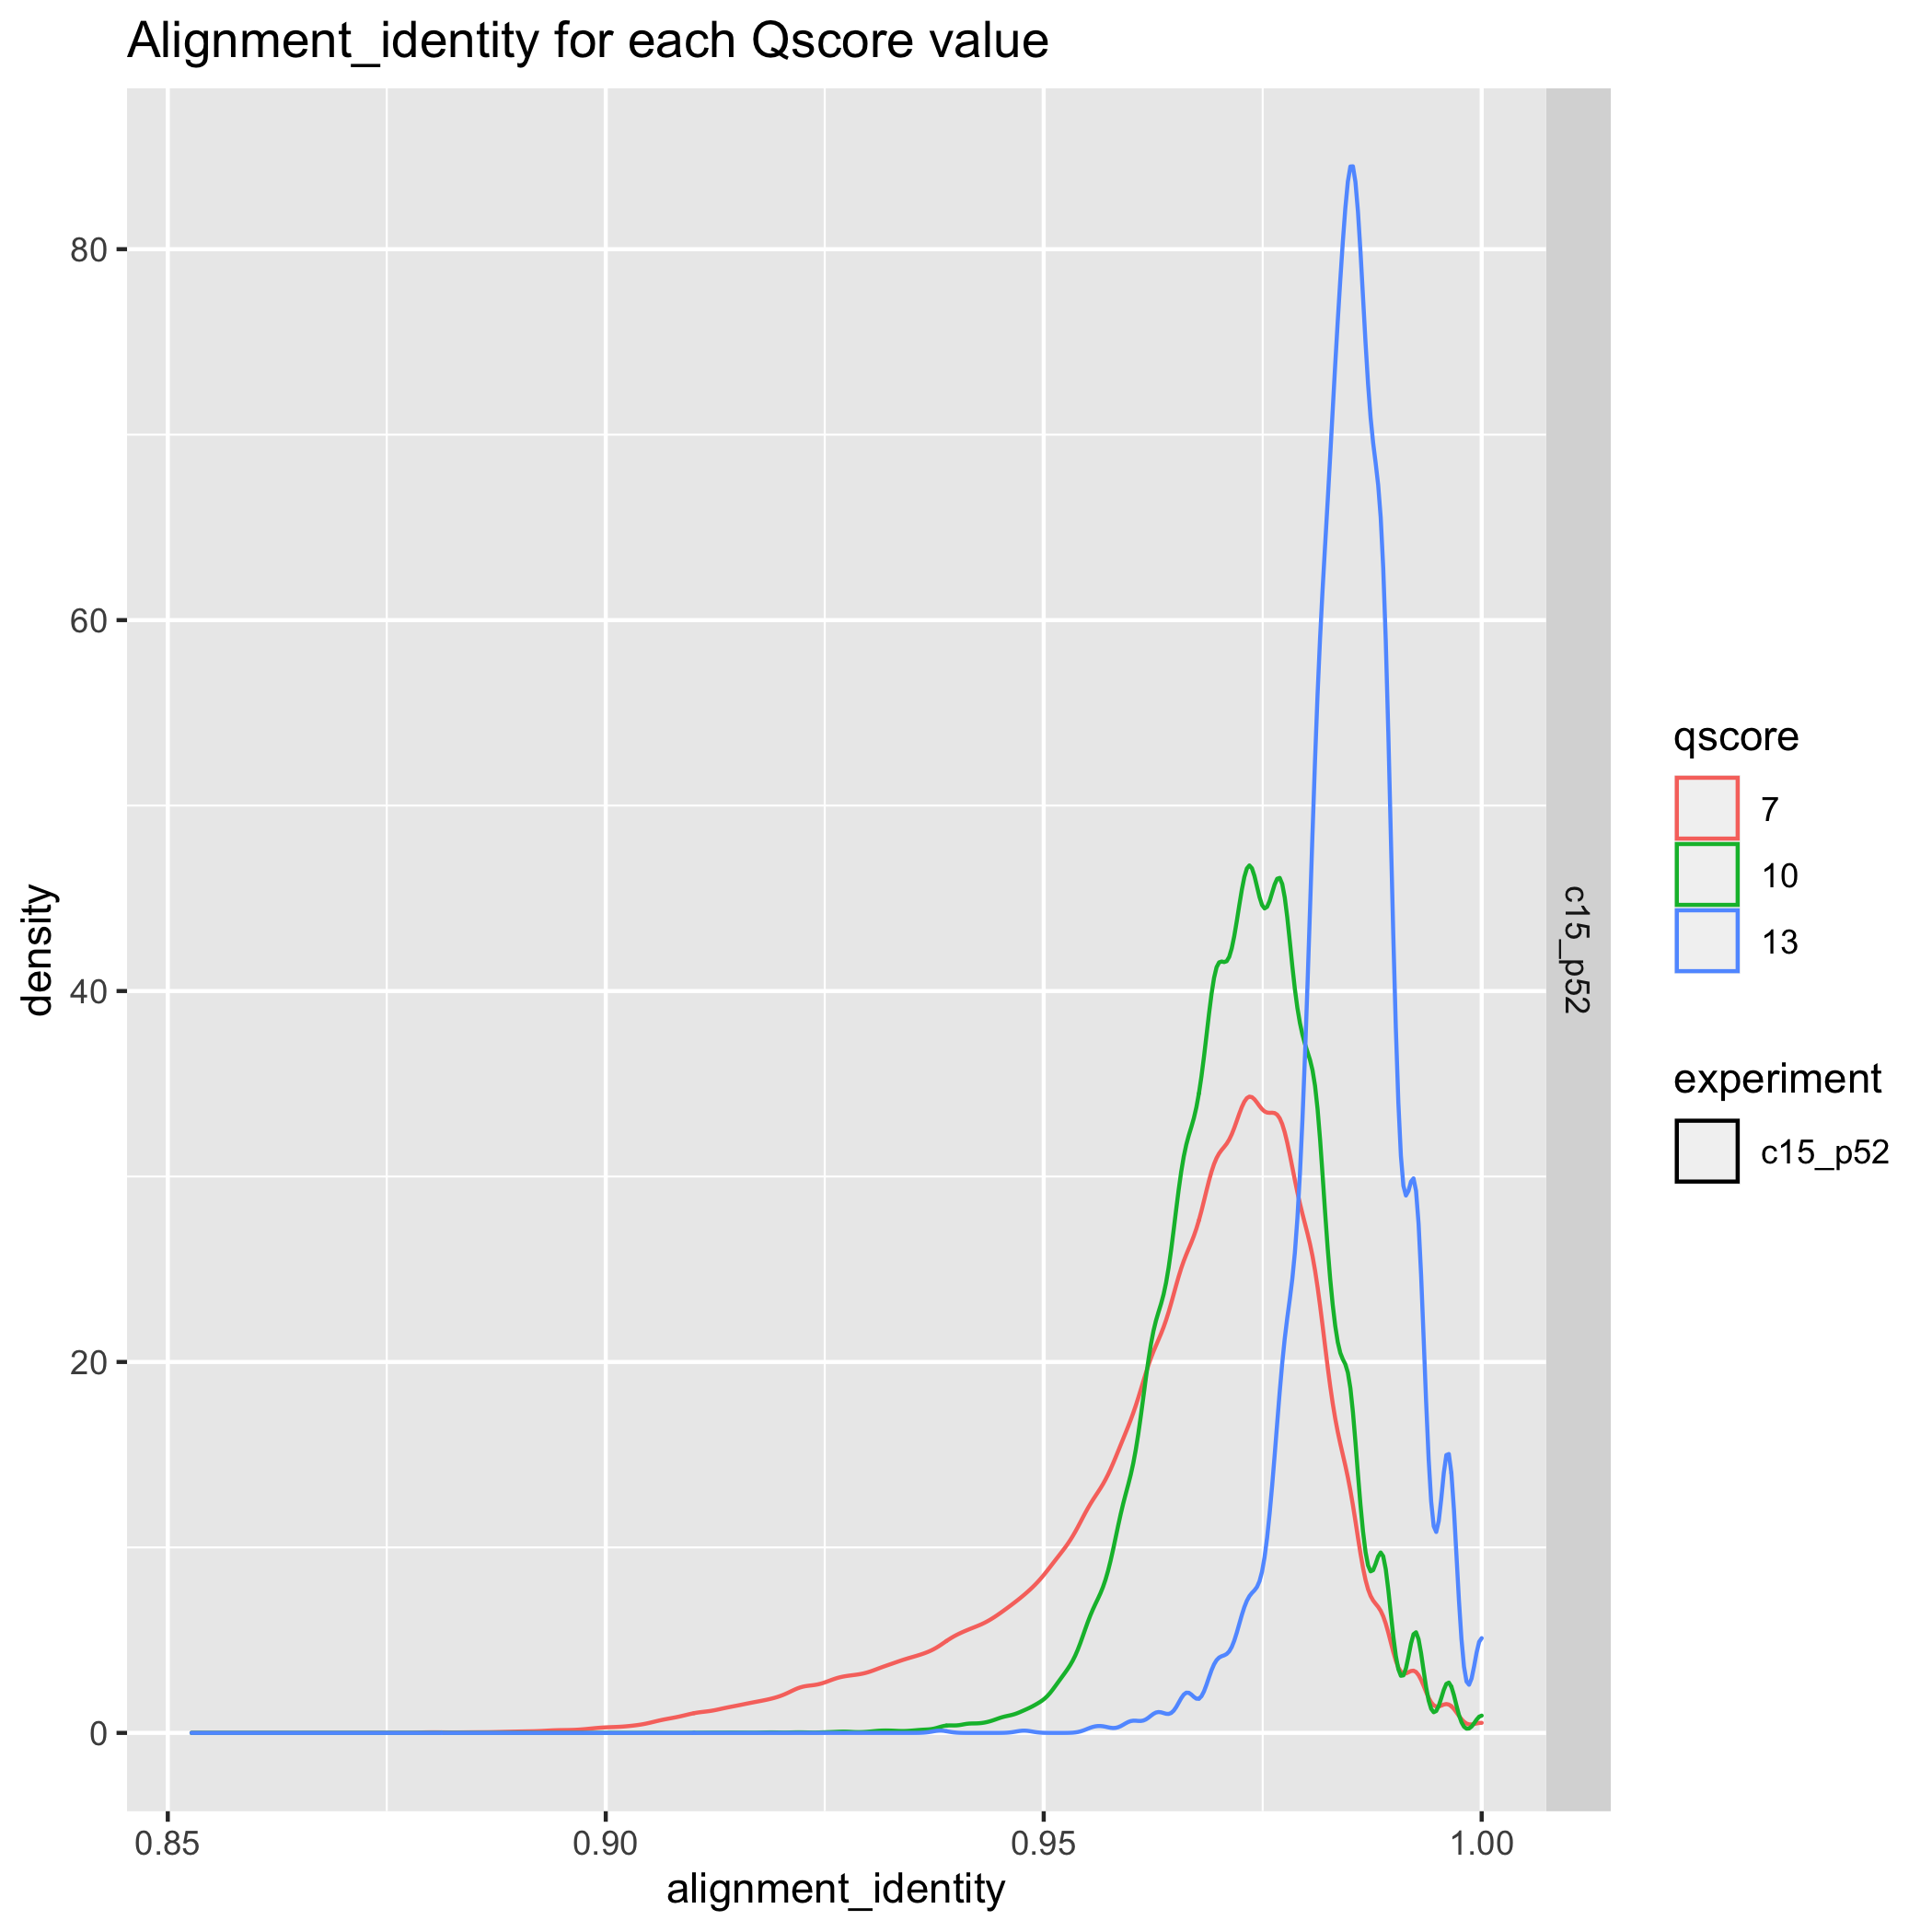 Alignment_identity for each Qscore value
density
80
60
40
20
0
0.85
0.90
0.95
1.00
alignment_identity
c15_p52
qscore
7
10
13
experiment
c15_p52